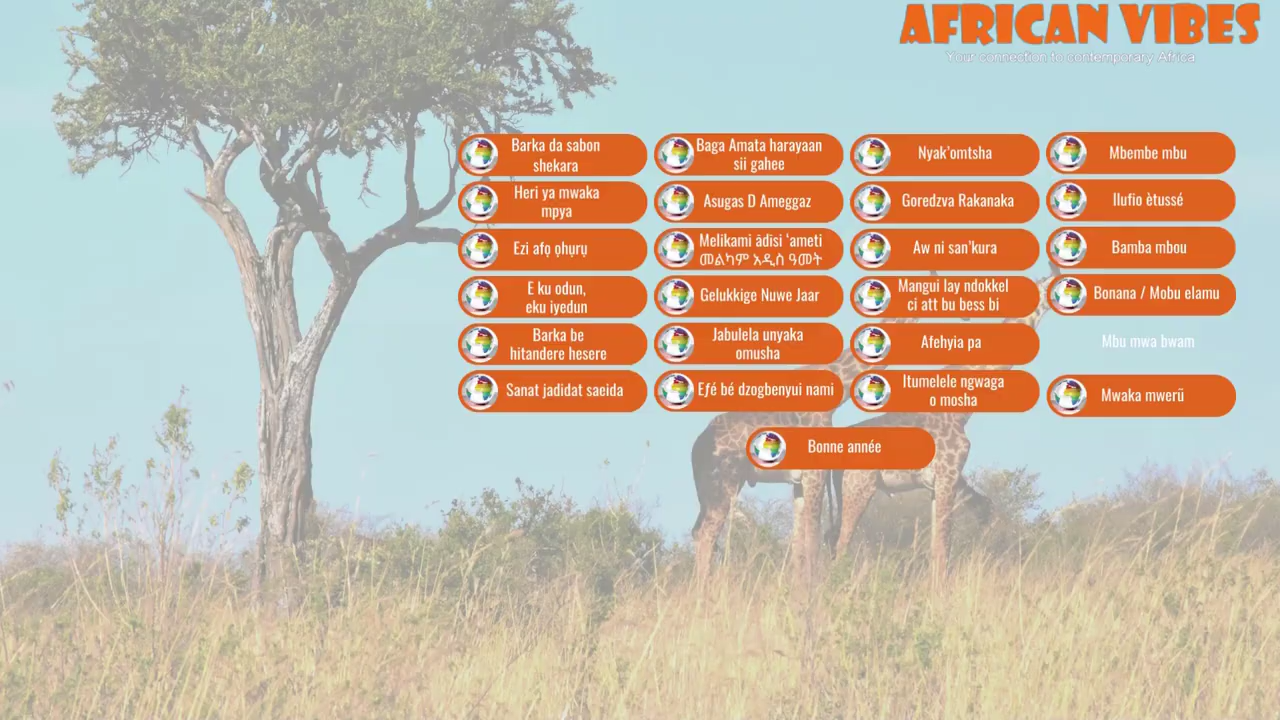 AFRICAN VIBES
Your connection to contemporary Africa
Barka da sabon
shekara
Heri ya mwaka
mpya
Ezi afọ ọhụrụ
E ku odun,
eku iyedun
Barka be
hitandere hesere
Sanat jadidat saeida
Baga Amata harayaan
sii gahee
Asugas D Ameggaz
Melikami ādīsi ‘ameti
መልካም አዲስ ዓመት
Gelukkige Nuwe Jaar
Jabulela unyaka
omusha
Eƒé bé dzogbenyui nami
Nyak’omtsha
Goredzva Rakanaka
Aw ni san’kura
Mangui lay ndokkel
ci att bu bess bi
Afehyia pa
Itumelele ngwaga
o mosha
Mbembe mbu
Ilufio ètussé
Bamba mbou
Bonana / Mobu elamu
Mbu mwa bwam
Mwaka mwerũ
Bonne année